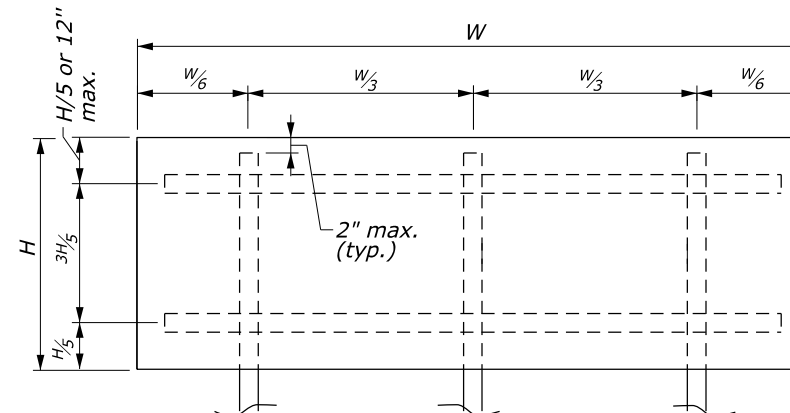 W
W/6
W/3
W/3
W/6
H/5 or 12"
max.
H
3H/5
H/5
2" max.
(typ.)